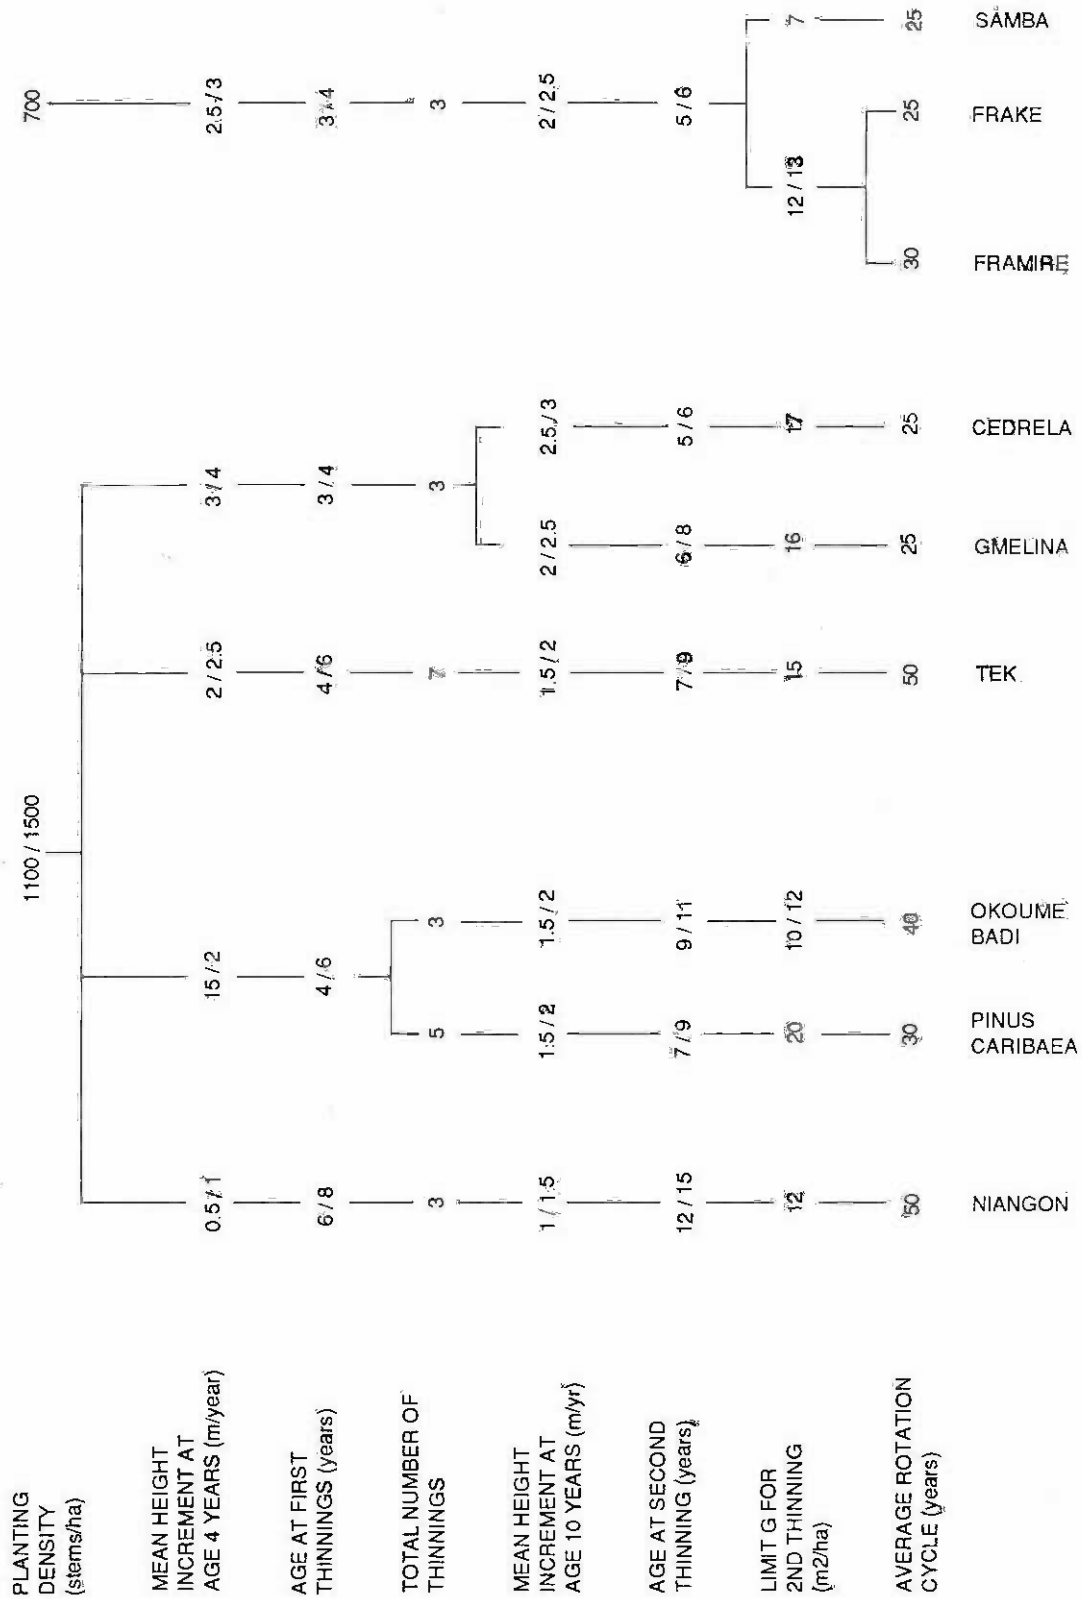 PLANTING
DENSITY
(stems/ha)
1100 / 1500
700
MEAN HEIGHT
INCREMENT AT
AGE 4 YEARS (m/year)
0.5 / 1
15 / 2
2 / 2.5
3 / 4
2.5 / 3
AGE AT FIRST
THINNINGS (years)
6 / 8
4 / 6
4 / 6
3 / 4
3 / 4
TOTAL NUMBER OF
THINNINGS
3
5
3
7
3
3
MEAN HEIGHT
INCREMENT AT
AGE 10 YEARS (m/yr)
1 / 1.5
1.5 / 2
1.5 / 2
1.5 / 2
2 / 2.5
2.5 / 3
2 / 2.5
AGE AT SECOND
THINNING (years)
12 / 15
7 / 9
9 / 11
7 / 9
6 / 8
5 / 6
5 / 6
LIMIT G FOR
2ND THINNING
(m2/ha)
12
20
10 / 12
15
16
17
12 / 13
7
AVERAGE ROTATION
CYCLE (years)
50
30
40
50
25
25
30
25
25
NIANGON
PINUS
CARIBAEA
OKOUME
BADI
TEK
GMELINA
CEDRELA
FRAMIRE
FRAKE
SAMBA